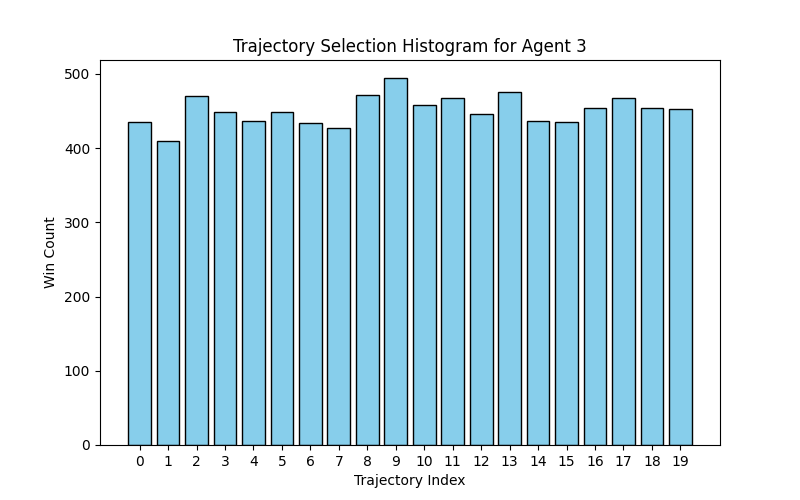 Trajectory Selection Histogram for Agent 3
500
400
300
200
100
0
Win Count
0 1 2 3 4 5 6 7 8 9 10 11 12 13 14 15 16 17 18 19
Trajectory Index